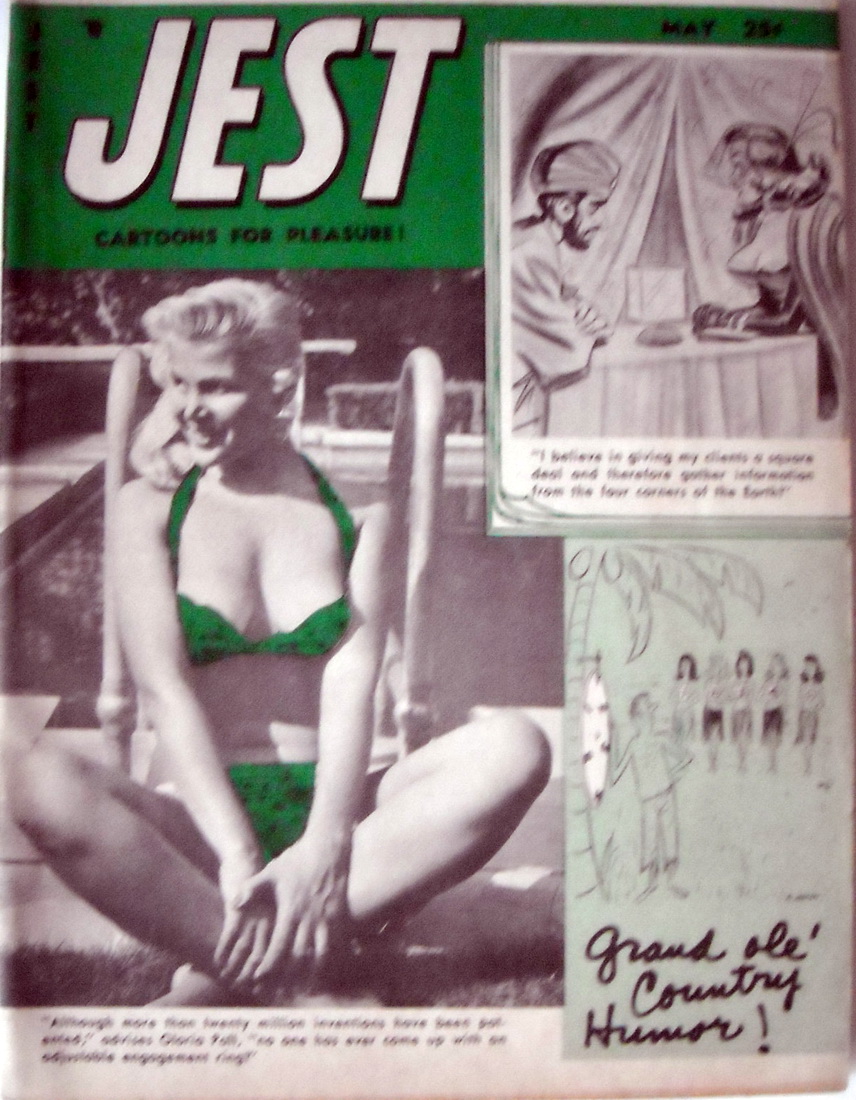 JEST
MAY 25¢
CARTOONS FOR PLEASURE!
"I believe in giving my clients a square
deal and therefore gather information
from the four corners of the Earth!"
Grand ole'
Country
Humor!
"Although more than twenty million inventions have been pat-
ented," advises Gloria Pall, "no one has ever come up with an
adjustable engagement ring!"